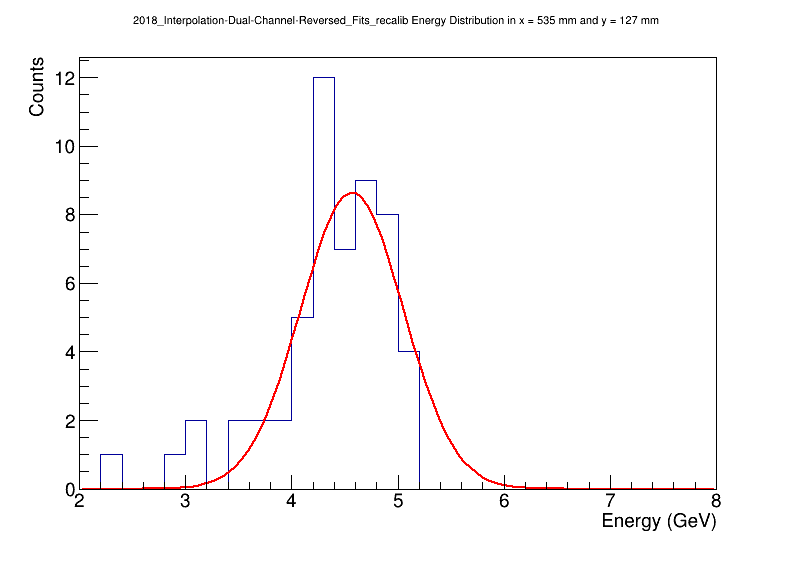 2018_Interpolation-Dual-Channel-Reversed_Fits_recalib Energy Distribution in x = 535 mm and y = 127 mm
Counts
12
10
8
6
4
2
0
2 3 4 5 6 7 8
Energy (GeV)